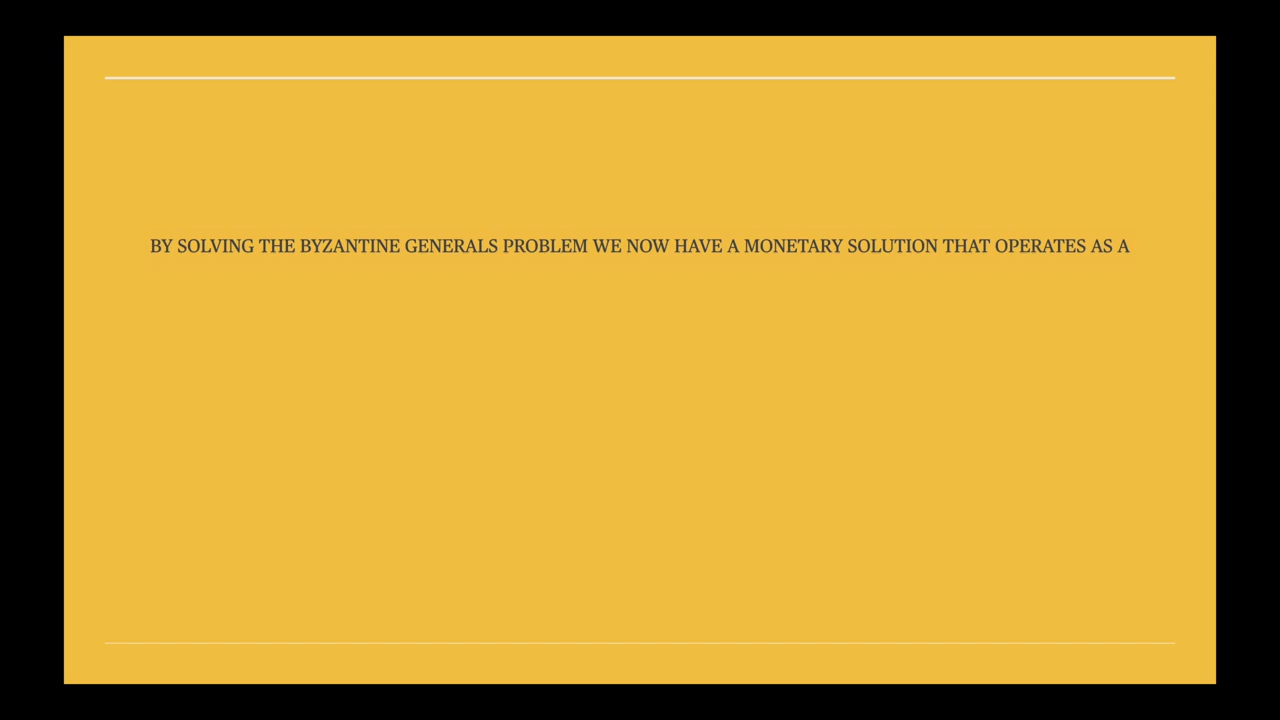 BY SOLVING THE BYZANTINE GENERALS PROBLEM WE NOW HAVE A MONETARY SOLUTION THAT OPERATES AS A